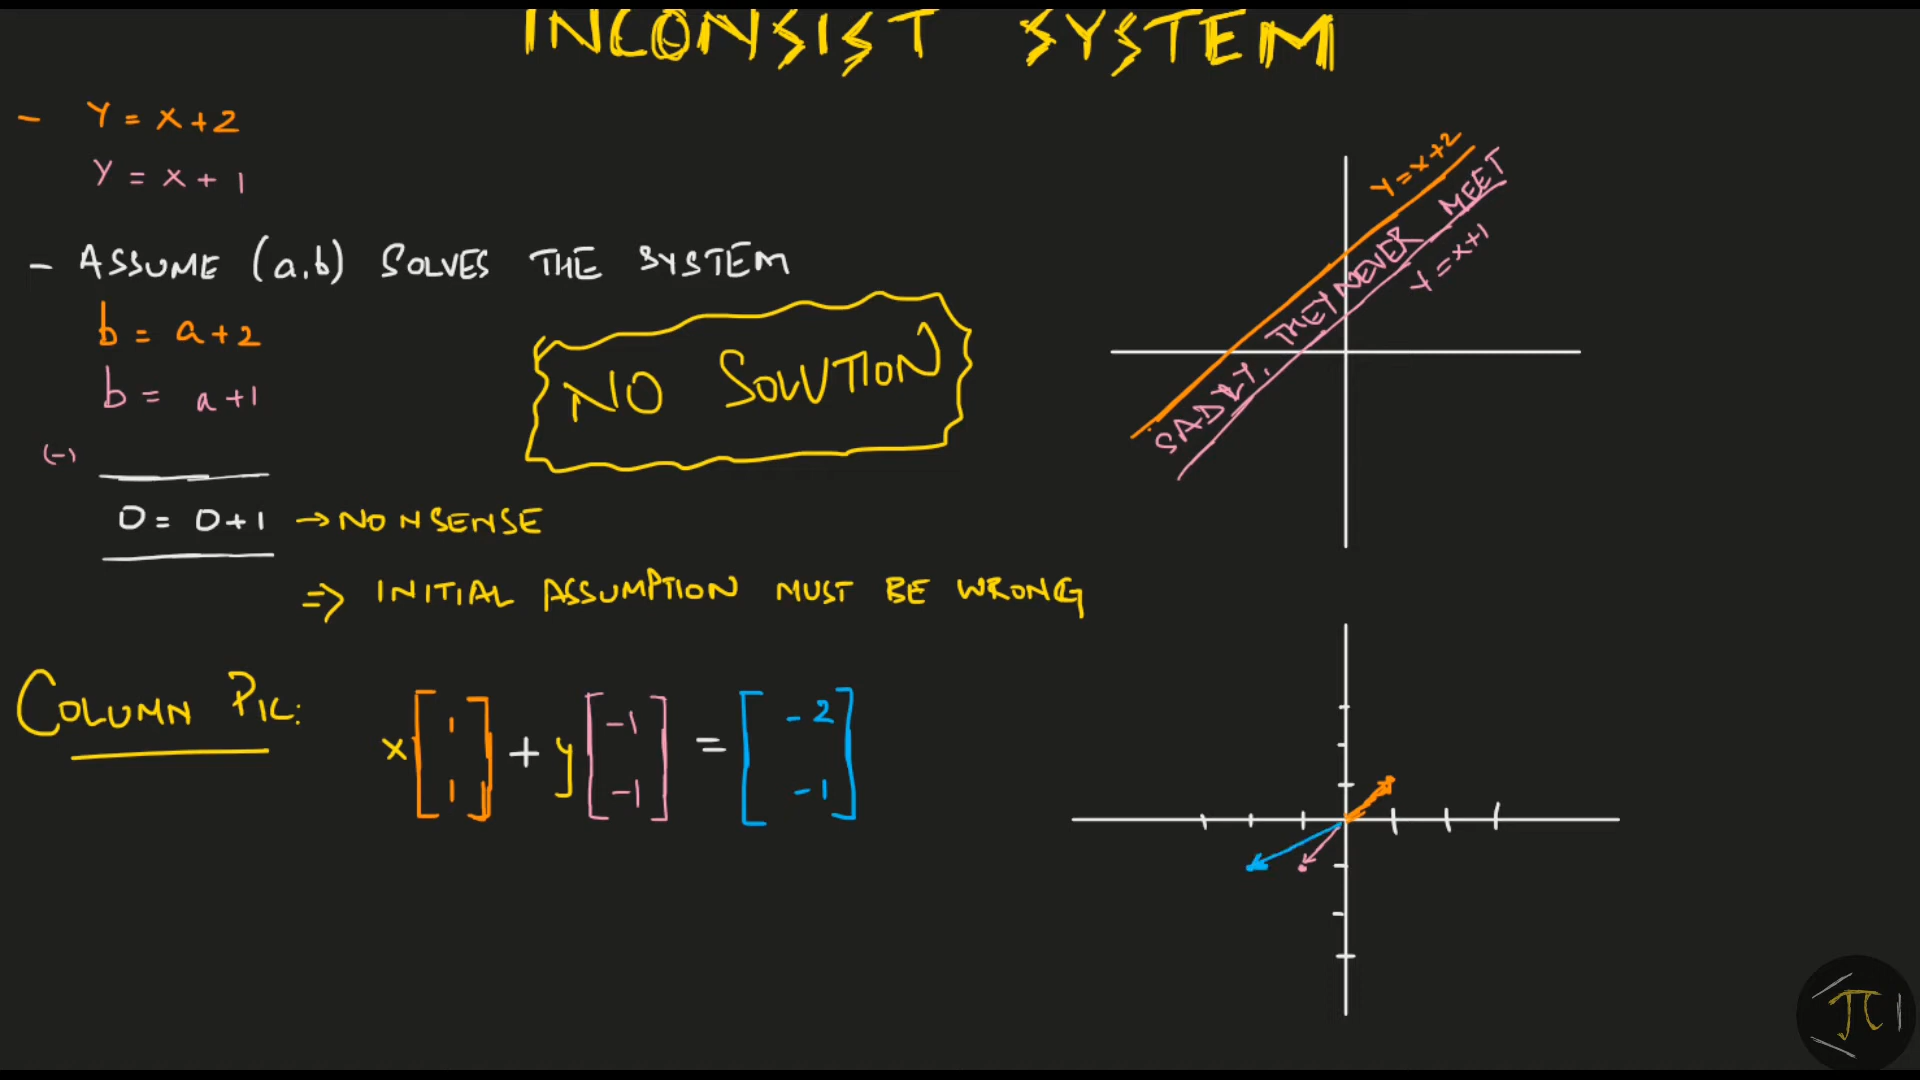 INCONSIST SYSTEM
- Y = X + 2
Y = X + 1
- ASSUME (a,b) SOLVES THE SYSTEM
b = a + 2
b = a + 1
(-)
0 = 0 + 1 → NONSENSE
⇒ INITIAL ASSUMPTION MUST BE WRONG
NO SOLUTION
Y = X + 2
SADLY, THEY NEVER MEET
Y = X + 1
COLUMN PIC:
x [1 1] + y [-1 -1] = [-2 -1]
π